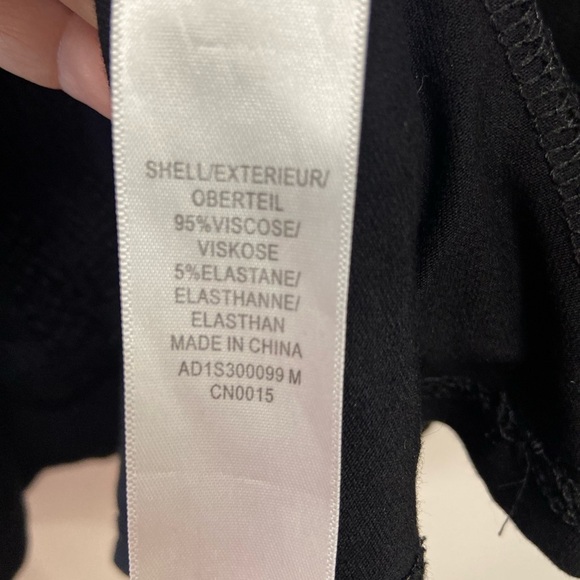 SHELL/EXTERIEUR/
OBERTEIL
95%VISCOSE/
VISKOSE
5%ELASTANE/
ELASTHANNE/
ELASTHAN
MADE IN CHINA
AD1S300099 M
CN0015